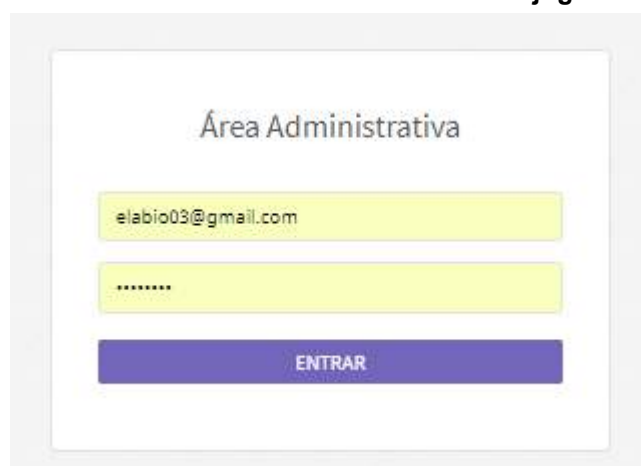 Área Administrativa
elabio03@gmail.com
••••••••
ENTRAR